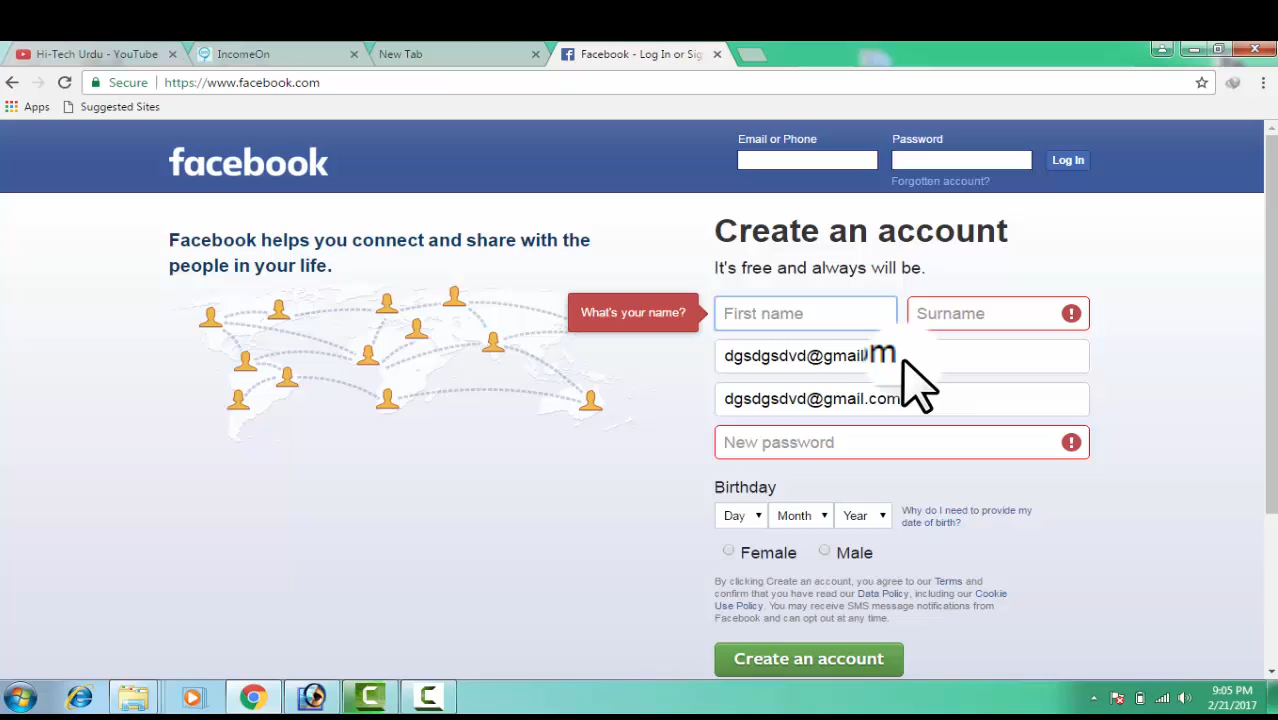 Hi-Tech Urdu - YouTube
IncomeOn
New Tab
Facebook - Log In or Sig
Secure
https://www.facebook.com
Apps
Suggested Sites
facebook
Email or Phone
Password
Log In
Forgotten account?
Facebook helps you connect and share with the
people in your life.
Create an account
It's free and always will be.
What's your name?
First name
Surname
dgsdgsdvd@gmail
dgsdgsdvd@gmail.com
New password
Birthday
Day
Month
Year
Why do I need to provide my
date of birth?
Female
Male
By clicking Create an account, you agree to our Terms and
confirm that you have read our Data Policy, including our Cookie
Use Policy. You may receive SMS message notifications from
Facebook and can opt out at any time.
Create an account
9:05 PM
2/21/2017